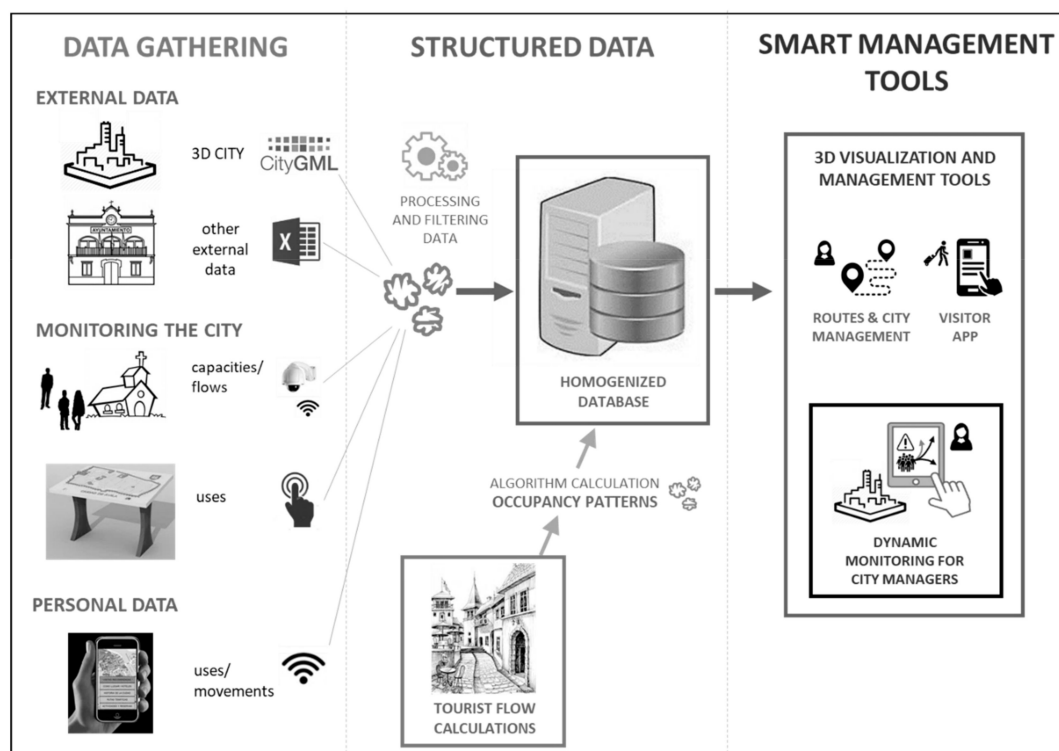 DATA GATHERING
EXTERNAL DATA
3D CITY
CityGML
AYUNTAMIENTO
other
external
data
X
MONITORING THE CITY
capacities/
flows
uses
PERSONAL DATA
uses/
movements
STRUCTURED DATA
PROCESSING
AND FILTERING
DATA
HOMOGENIZED
DATABASE
ALGORITHM CALCULATION
OCCUPANCY PATTERNS
TOURIST FLOW
CALCULATIONS
SMART MANAGEMENT
TOOLS
3D VISUALIZATION AND
MANAGEMENT TOOLS
ROUTES & CITY
MANAGEMENT
VISITOR
APP
DYNAMIC
MONITORING FOR
CITY MANAGERS